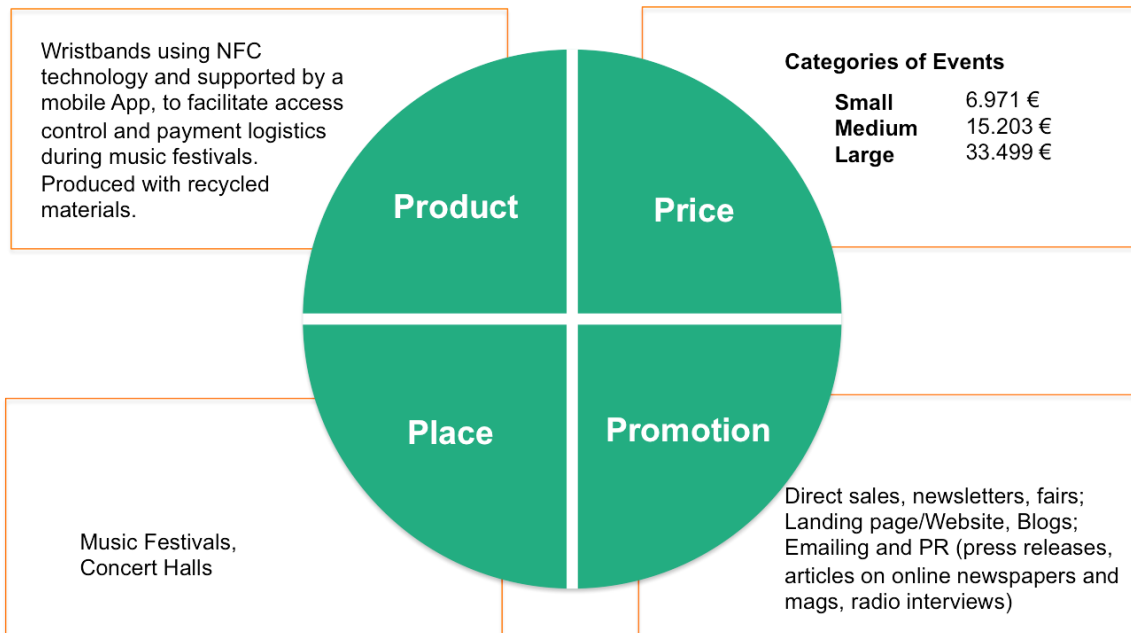 Wristbands using NFC
technology and supported by a
mobile App, to facilitate access
control and payment logistics
during music festivals.
Produced with recycled
materials.
Product
Categories of Events
Small 6.971 €
Medium 15.203 €
Large 33.499 €
Price
Place
Music Festivals,
Concert Halls
Promotion
Direct sales, newsletters, fairs;
Landing page/Website, Blogs;
Emailing and PR (press releases,
articles on online newspapers and
mags, radio interviews)